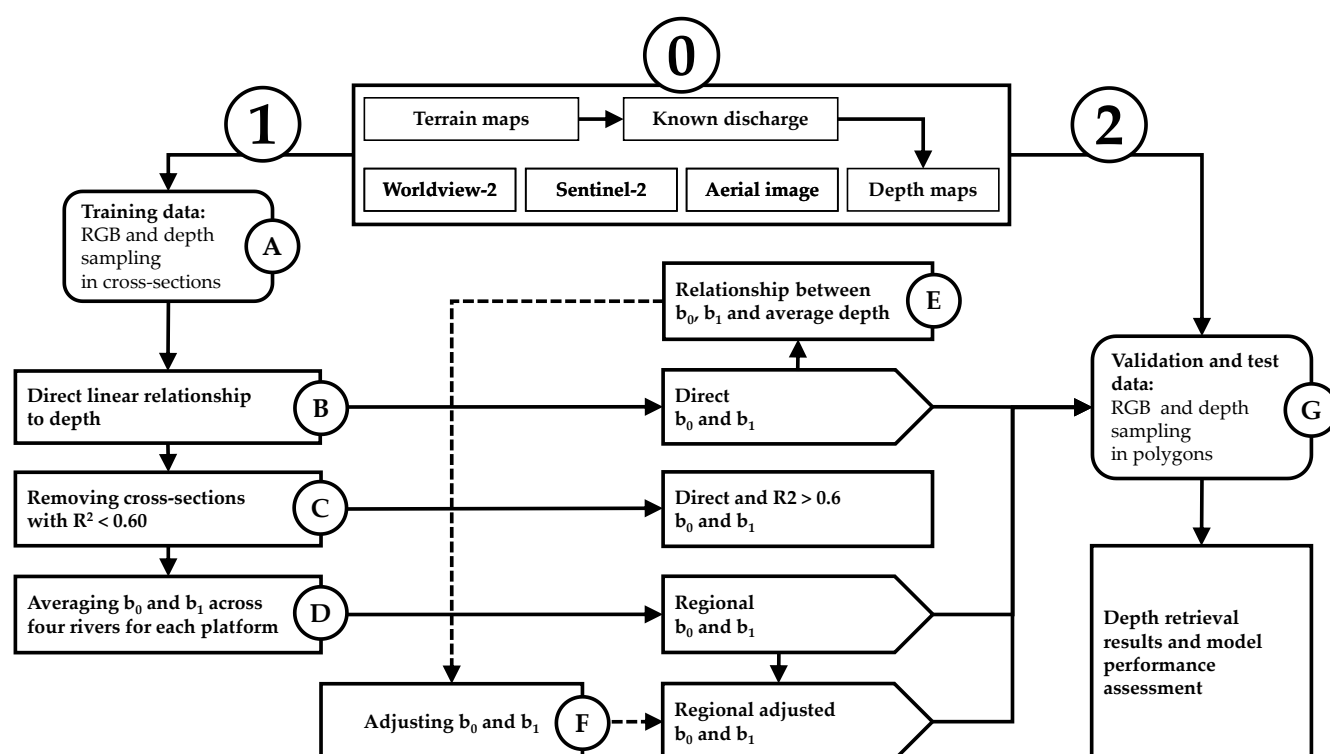 0
1
2
Terrain maps
Known discharge
Worldview-2
Sentinel-2
Aerial image
Depth maps
Training data:
RGB and depth
sampling
in cross-sections
A
Relationship between
b₀, b₁ and average depth
E
Direct linear relationship
to depth
B
Direct
b₀ and b₁
Validation and test
data:
RGB and depth
sampling
in polygons
G
Removing cross-sections
with R² < 0.60
C
Direct and R2 > 0.6
b₀ and b₁
Averaging b₀ and b₁ across
four rivers for each platform
D
Regional
b₀ and b₁
Depth retrieval
results and model
performance
assessment
Adjusting b₀ and b₁
F
Regional adjusted
b₀ and b₁